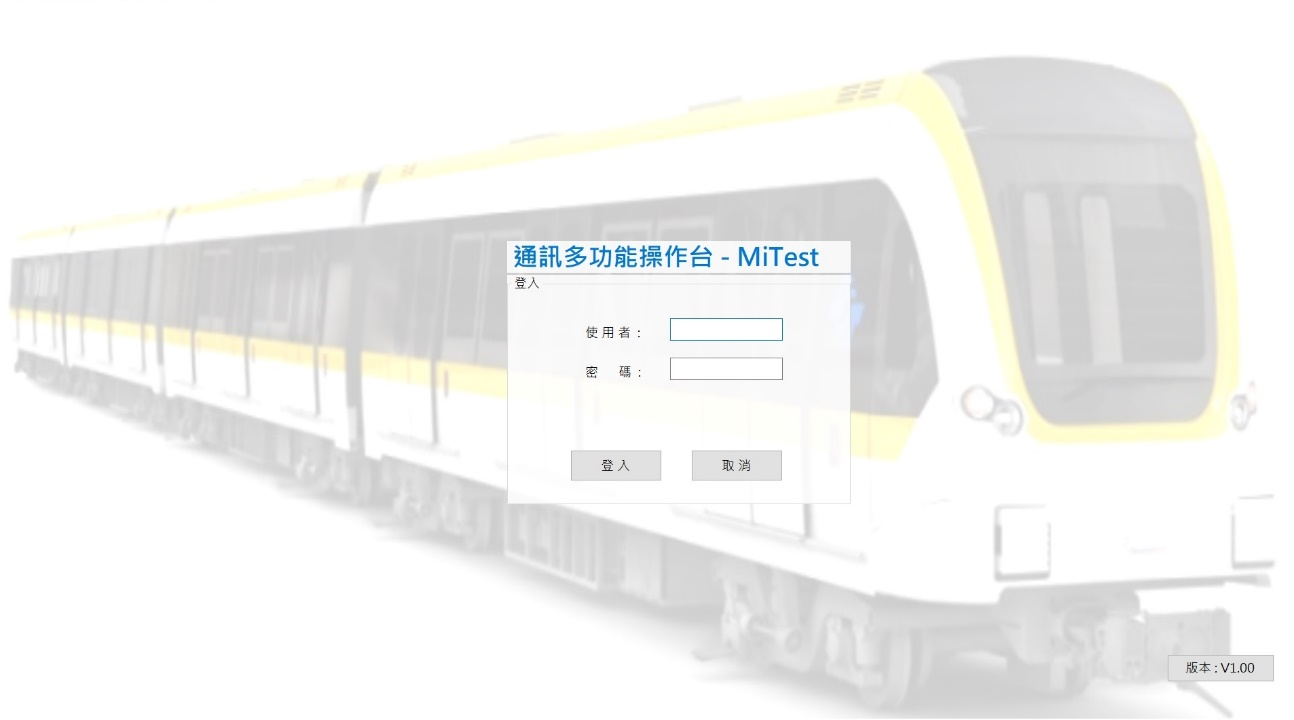 通訊多功能操作台 - MiTest
登入
使用者：
密　碼：
登入　取消
版本 : V1.00